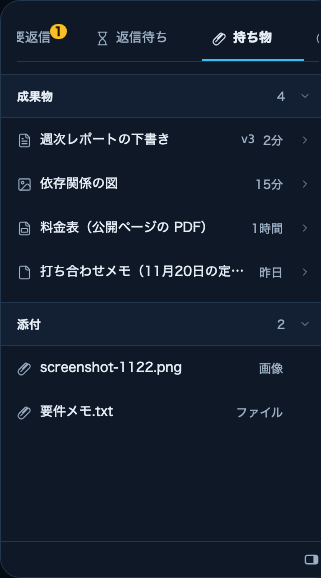 要返信 1 返信待ち 持ち物
成果物 4
週次レポートの下書き v3 2分
依存関係の図 15分
料金表（公開ページの PDF） 1時間
打ち合わせメモ（11月20日の定… 昨日
添付 2
screenshot-1122.png 画像
要件メモ.txt ファイル